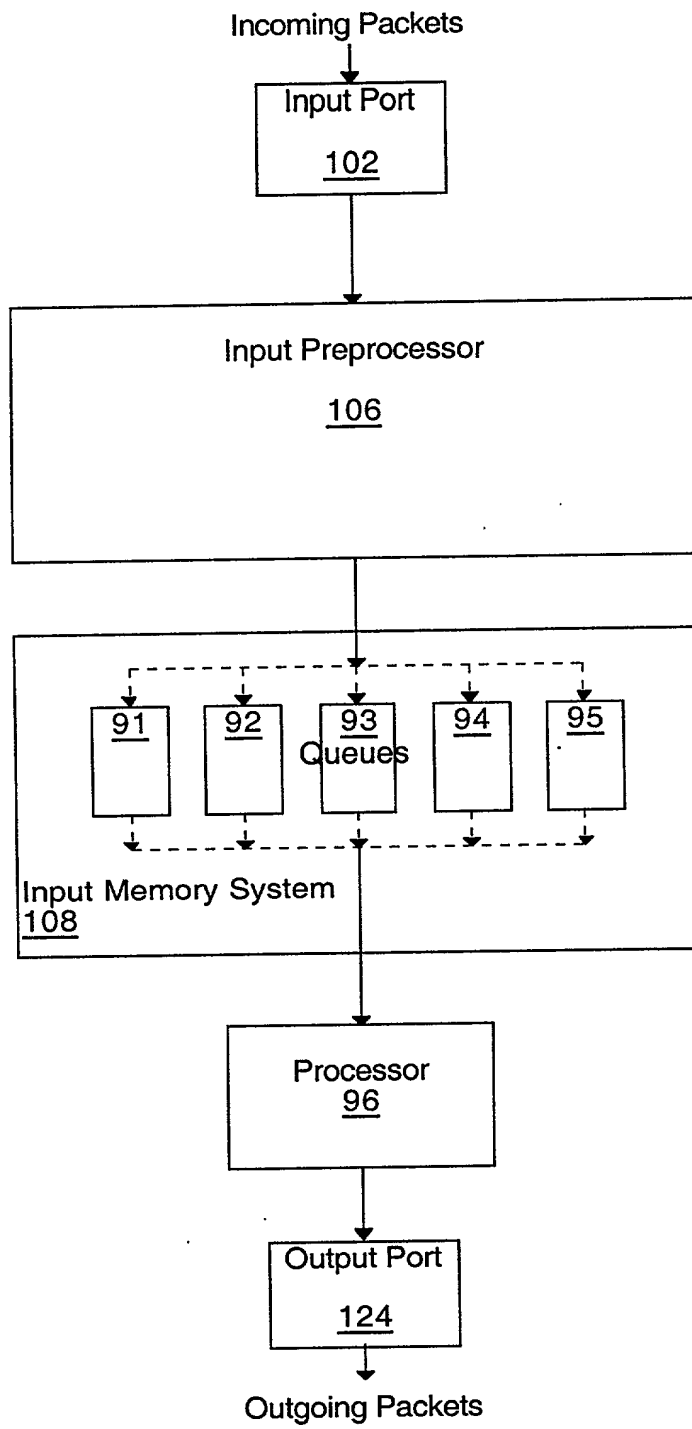 Incoming Packets
Input Port
102
Input Preprocessor
106
91 92 93 94 95
Queues
Input Memory System
108
Processor
96
Output Port
124
Outgoing Packets